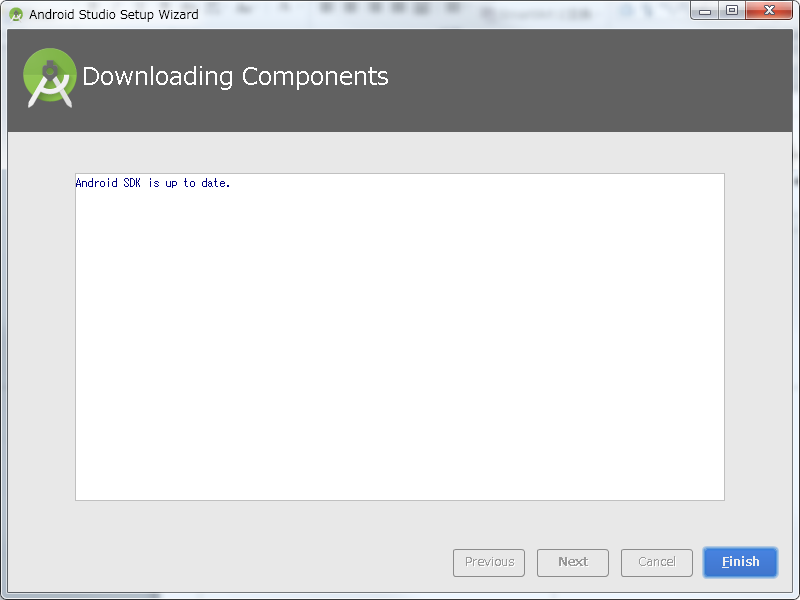 Android Studio Setup Wizard
Downloading Components
Android SDK is up to date.
Previous
Next
Cancel
Finish